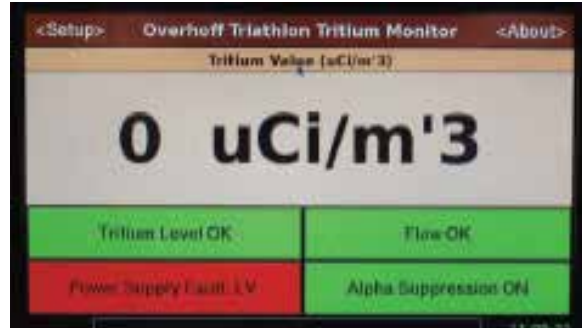 <Setup> Overhoff Triathlon Tritium Monitor <About>
Tritium Value (uCi/m'3)
0 uCi/m'3
Tritium Level OK Flow OK
Power Supply Fault: LV Alpha Suppression ON